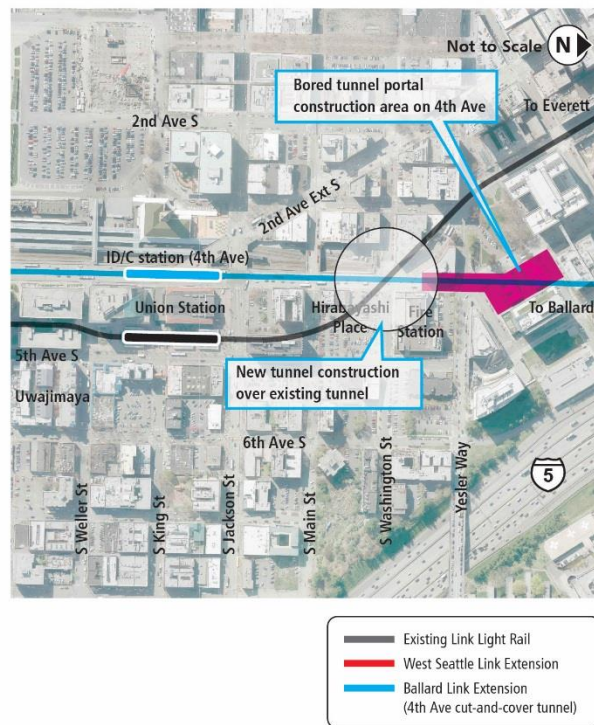 Not to Scale N
Bored tunnel portal
construction area on 4th Ave
To Everett
2nd Ave S
2nd Ave Ext S
ID/C station (4th Ave)
Union Station
Hirabayashi
Place
Fire
Station
To Ballard
5th Ave S
New tunnel construction
over existing tunnel
Uwajimaya
6th Ave S
S Weller St
S King St
S Jackson St
S Main St
S Washington St
Yesler Way
5
Existing Link Light Rail
West Seattle Link Extension
Ballard Link Extension
(4th Ave cut-and-cover tunnel)